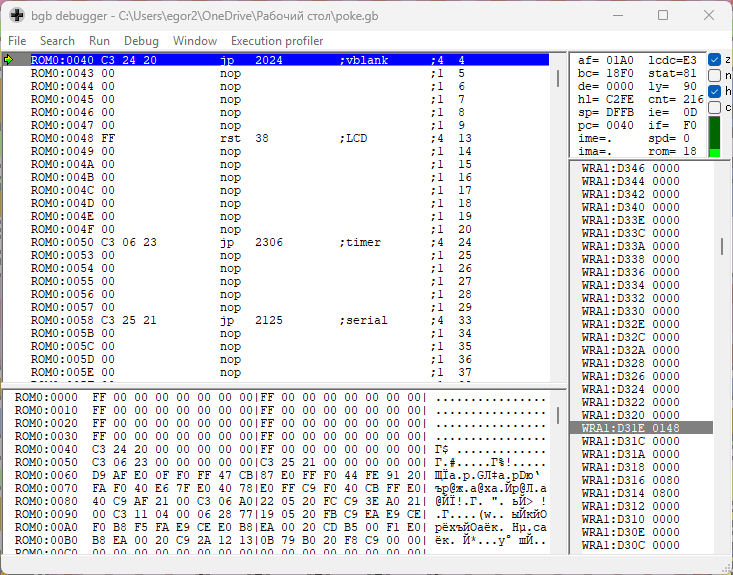 bgb debugger - C:\Users\egor2\OneDrive\Рабочий стол\poke.gb
File Search Run Debug Window Execution profiler
ROM0:0040 C3 24 20 jp 2024 ;vblank ;4 4
ROM0:0043 00 nop ;1 5
ROM0:0044 00 nop ;1 6
ROM0:0045 00 nop ;1 7
ROM0:0046 00 nop ;1 8
ROM0:0047 00 nop ;1 9
ROM0:0048 FF rst 38 ;LCD ;4 13
ROM0:0049 00 nop ;1 14
ROM0:004A 00 nop ;1 15
ROM0:004B 00 nop ;1 16
ROM0:004C 00 nop ;1 17
ROM0:004D 00 nop ;1 18
ROM0:004E 00 nop ;1 19
ROM0:004F 00 nop ;1 20
ROM0:0050 C3 06 23 jp 2306 ;timer ;4 24
ROM0:0053 00 nop ;1 25
ROM0:0054 00 nop ;1 26
ROM0:0055 00 nop ;1 27
ROM0:0056 00 nop ;1 28
ROM0:0057 00 nop ;1 29
ROM0:0058 C3 25 21 jp 2125 ;serial ;4 33
ROM0:005B 00 nop ;1 34
ROM0:005C 00 nop ;1 35
ROM0:005D 00 nop ;1 36
ROM0:005E 00 nop ;1 37
af= 01A0 lcdc=E3 z
bc= 18F0 stat=81 n
de= 0000 ly= 90
hl= C2FE cnt= 216 h
sp= DFFB ie= 0D c
pc= 0040 if= F0
ime=. spd= 0
ima=. rom= 18
WRA1:D346 0000
WRA1:D344 0000
WRA1:D342 0000
WRA1:D340 0000
WRA1:D33E 0000
WRA1:D33C 0000
WRA1:D33A 0000
WRA1:D338 0000
WRA1:D336 0000
WRA1:D334 0000
WRA1:D332 0000
WRA1:D330 0000
WRA1:D32E 0000
WRA1:D32C 0000
WRA1:D32A 0000
WRA1:D328 0000
WRA1:D326 0000
WRA1:D324 0000
WRA1:D322 0000
WRA1:D320 0000
WRA1:D31E 0148
WRA1:D31C 0000
WRA1:D31A 0000
WRA1:D318 0000
WRA1:D316 0080
WRA1:D314 0800
WRA1:D312 0000
WRA1:D310 0000
WRA1:D30E 0000
WRA1:D30C 0000
ROM0:0000 FF 00 00 00 00 00 00 00|FF 00 00 00 00 00 00 00| ................
ROM0:0010 FF 00 00 00 00 00 00 00|FF 00 00 00 00 00 00 00| ................
ROM0:0020 FF 00 00 00 00 00 00 00|FF 00 00 00 00 00 00 00| ................
ROM0:0030 FF 00 00 00 00 00 00 00|FF 00 00 00 00 00 00 00| ................
ROM0:0040 C3 24 20 00 00 00 00 00|FF 00 00 00 00 00 00 00| Г$ .............
ROM0:0050 C3 06 23 00 00 00 00 00|C3 25 21 00 00 00 00 00| Г.#.....Г%!.....
ROM0:0060 D9 AF E0 0F F0 FF 47 CB|87 E0 FF F0 44 FE 91 20
ROM0:0070 FA F0 40 E6 7F E0 40 78|E0 FF C9 F0 40 CB FF E0
ROM0:0080 40 C9 AF 21 00 C3 06 A0|22 05 20 FC C9 3E A0 21
ROM0:0090 00 C3 11 04 00 06 28 77|19 05 20 FB C9 EA E9 CE
ROM0:00A0 F0 B8 F5 FA E9 CE E0 B8|EA 00 20 CD B5 00 F1 E0
ROM0:00B0 B8 EA 00 20 C9 2A 12 13|0B 79 B0 20 F8 C9 00 00